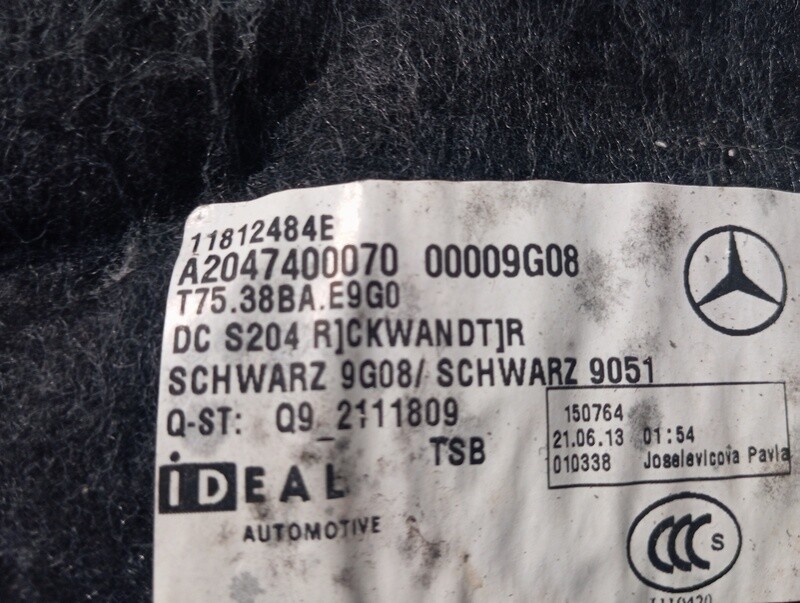 11812484E
A2047400070 00009G08
T75.38BA.E9G0
DC S204 R]CKWANDT]R
SCHWARZ 9G08/ SCHWARZ 9051
Q-ST: Q9_2111809
TSB
150764
21.06.13 01:54
010338 Joselavicova Pavla
iDEAL
AUTOMOTIVE
CCC S